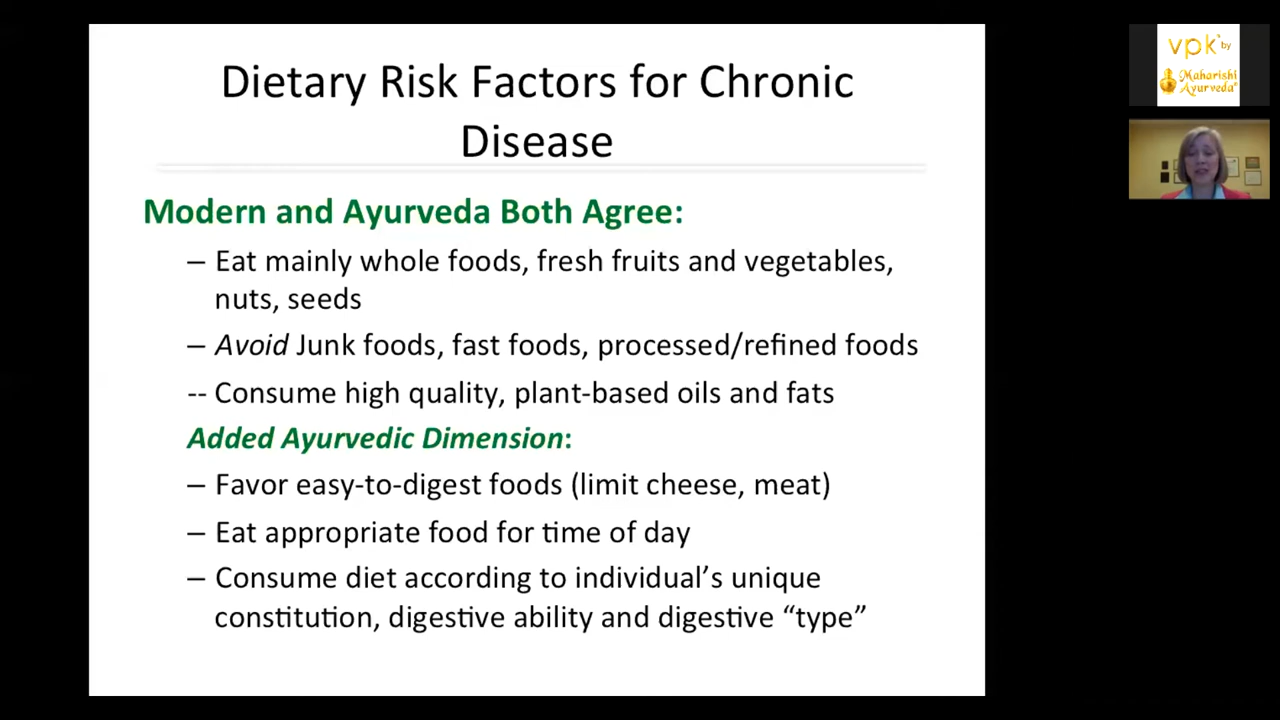 Dietary Risk Factors for Chronic
Disease
Modern and Ayurveda Both Agree:
– Eat mainly whole foods, fresh fruits and vegetables,
nuts, seeds
– Avoid Junk foods, fast foods, processed/refined foods
-- Consume high quality, plant-based oils and fats
Added Ayurvedic Dimension:
– Favor easy-to-digest foods (limit cheese, meat)
– Eat appropriate food for time of day
– Consume diet according to individual’s unique
constitution, digestive ability and digestive “type”
vpk by
Maharishi
Ayurveda